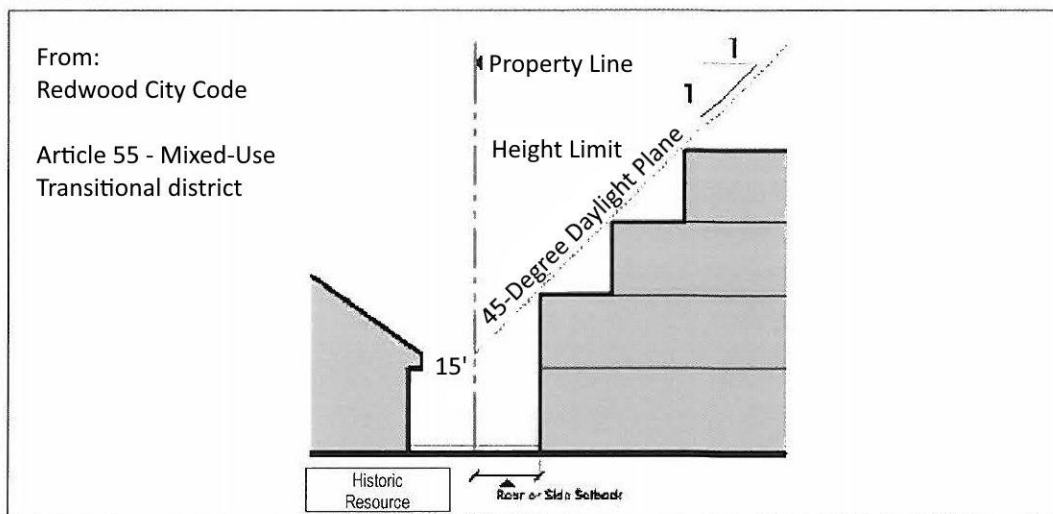 From:
Redwood City Code
Article 55 - Mixed-Use
Transitional district
Property Line
1
1
Height Limit
45-Degree Daylight Plane
15'
Historic
Resource
Rear or Side Setback